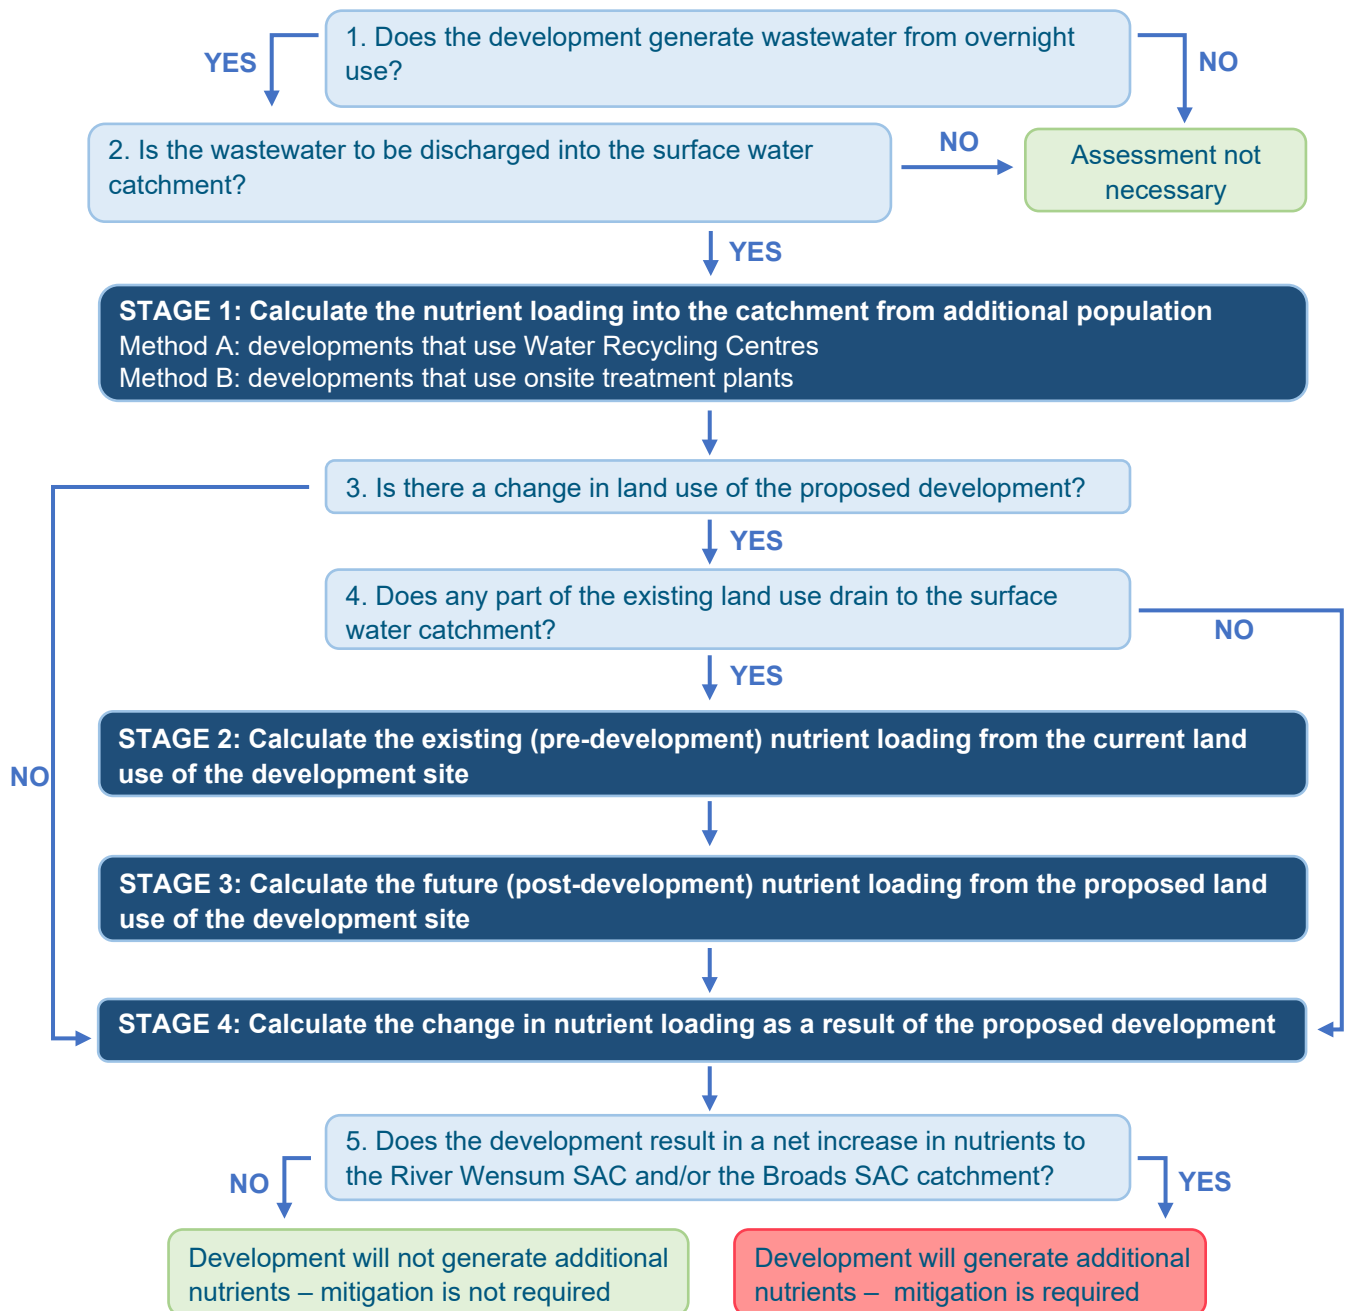 1. Does the development generate wastewater from overnight
use?
YES
NO
2. Is the wastewater to be discharged into the surface water
catchment?
NO
Assessment not
necessary
YES
STAGE 1: Calculate the nutrient loading into the catchment from additional population
Method A: developments that use Water Recycling Centres
Method B: developments that use onsite treatment plants
3. Is there a change in land use of the proposed development?
YES
4. Does any part of the existing land use drain to the surface
water catchment?
NO
YES
STAGE 2: Calculate the existing (pre-development) nutrient loading from the current land
use of the development site
NO
STAGE 3: Calculate the future (post-development) nutrient loading from the proposed land
use of the development site
STAGE 4: Calculate the change in nutrient loading as a result of the proposed development
5. Does the development result in a net increase in nutrients to
the River Wensum SAC and/or the Broads SAC catchment?
NO
YES
Development will not generate additional
nutrients – mitigation is not required
Development will generate additional
nutrients – mitigation is required